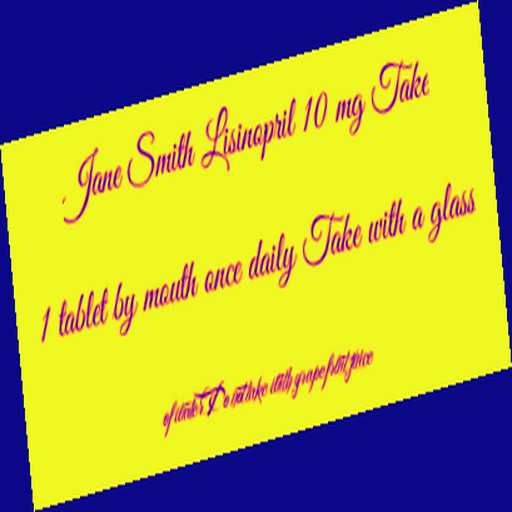 Jane Smith Lisinopril 10 mg Take
1 tablet by mouth once daily Take with a glass
of water Do not take with grapefruit juice